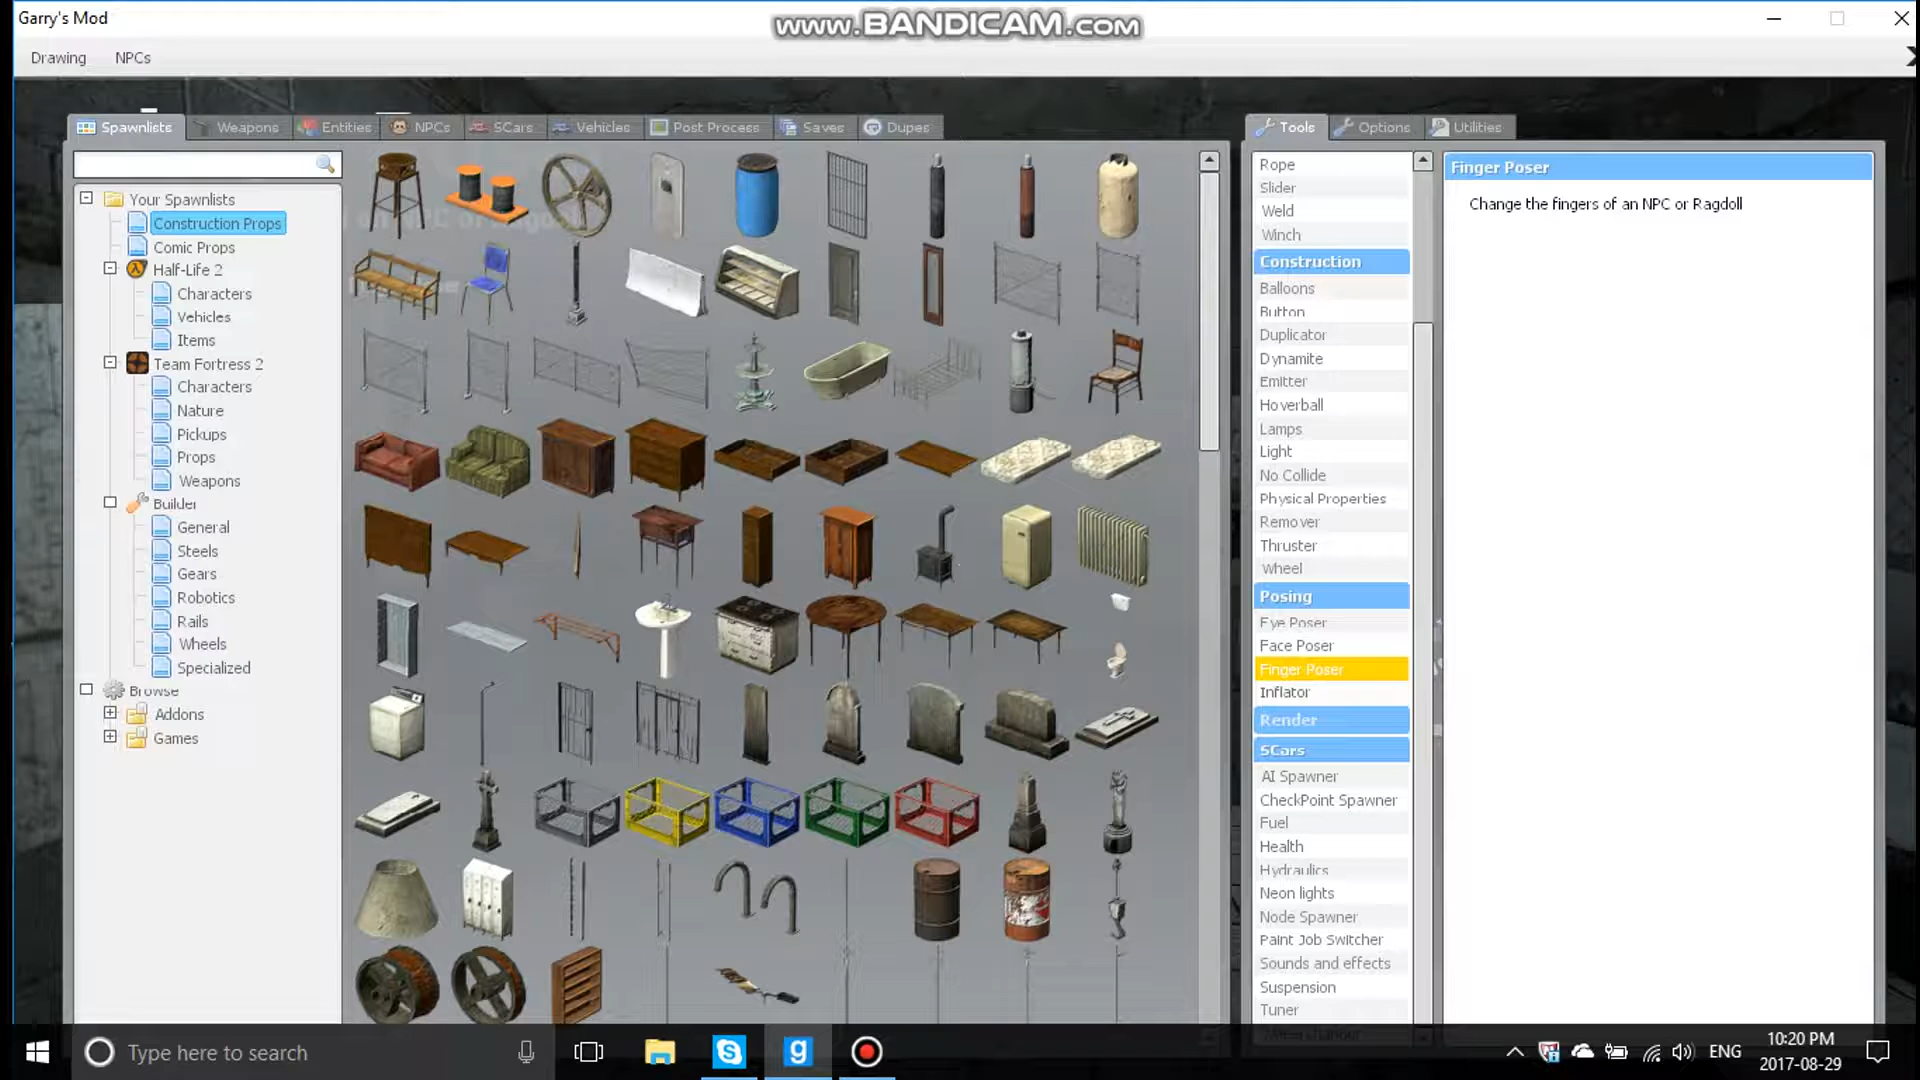 Garry's Mod
www.BANDICAM.com
Drawing
NPCs
Spawnlists
Weapons
Entities
NPCs
SCars
Vehicles
Post Process
Saves
Dupes
Your Spawnlists
Construction Props
Comic Props
Half-Life 2
Characters
Vehicles
Items
Team Fortress 2
Characters
Nature
Pickups
Props
Weapons
Builder
General
Steels
Gears
Robotics
Rails
Wheels
Specialized
Browse
Addons
Games
Tools
Options
Utilities
Rope
Slider
Weld
Winch
Construction
Balloons
Button
Duplicator
Dynamite
Emitter
Hoverball
Lamps
Light
No Collide
Physical Properties
Remover
Thruster
Wheel
Posing
Eye Poser
Face Poser
Finger Poser
Inflator
Render
SCars
AI Spawner
CheckPoint Spawner
Fuel
Health
Hydraulics
Neon lights
Node Spawner
Paint Job Switcher
Sounds and effects
Suspension
Tuner
Finger Poser
Change the fingers of an NPC or Ragdoll
Type here to search
ENG
10:20 PM
2017-08-29